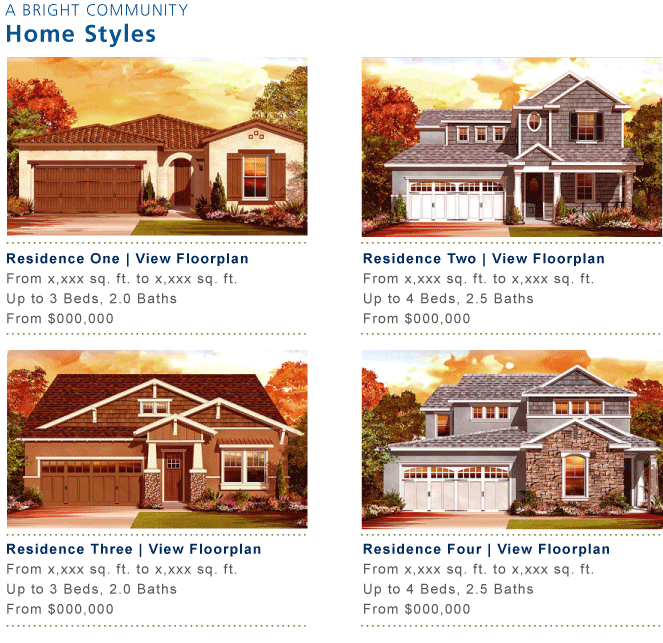 A BRIGHT COMMUNITY
Home Styles
Residence One | View Floorplan
From x,xxx sq. ft. to x,xxx sq. ft.
Up to 3 Beds, 2.0 Baths
From $000,000
Residence Two | View Floorplan
From x,xxx sq. ft. to x,xxx sq. ft.
Up to 4 Beds, 2.5 Baths
From $000,000
Residence Three | View Floorplan
From x,xxx sq. ft. to x,xxx sq. ft.
Up to 3 Beds, 2.0 Baths
From $000,000
Residence Four | View Floorplan
From x,xxx sq. ft. to x,xxx sq. ft.
Up to 4 Beds, 2.5 Baths
From $000,000